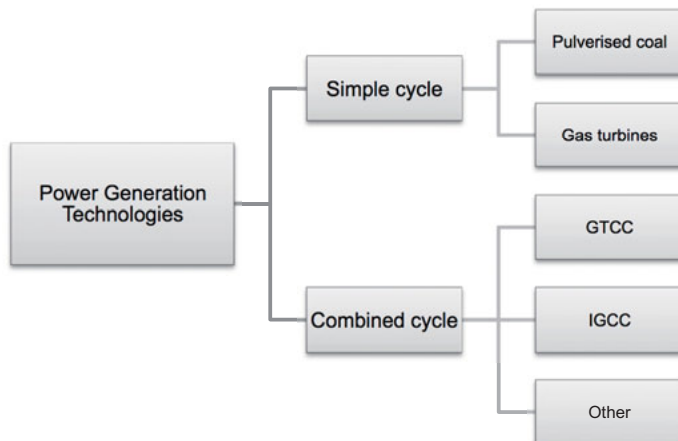 Power Generation
Technologies
Simple cycle
Pulverised coal
Gas turbines
Combined cycle
GTCC
IGCC
Other